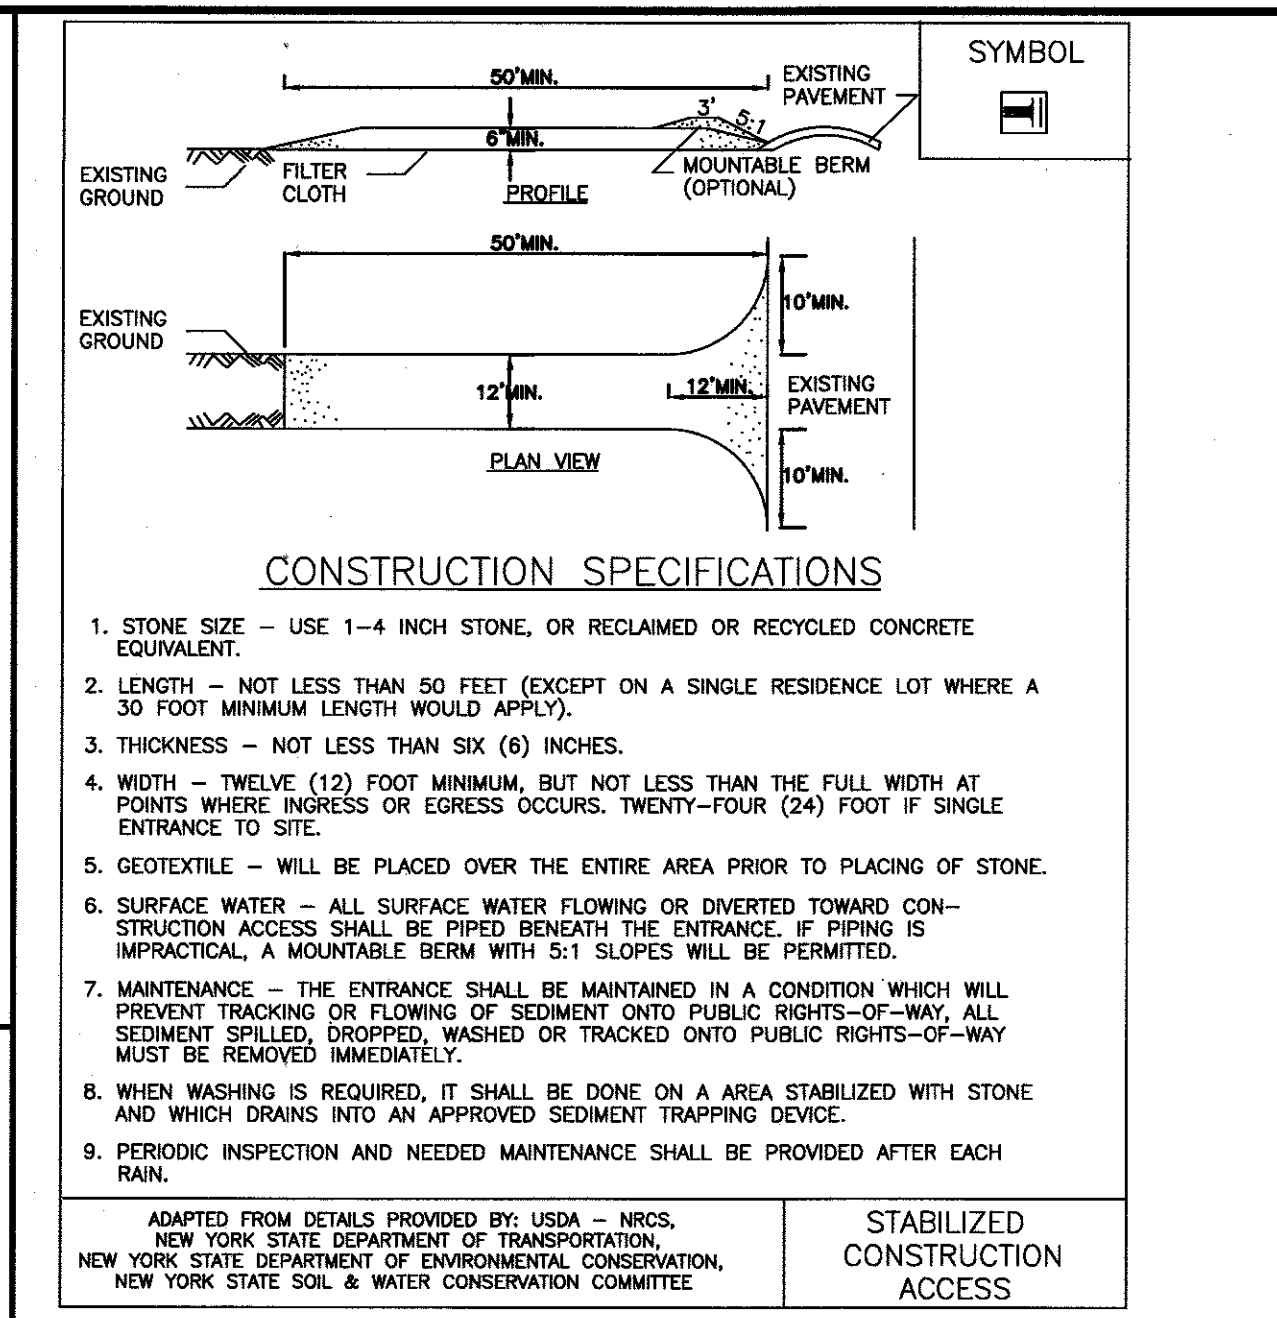 SYMBOL
50'MIN.
EXISTING
PAVEMENT
3'
5:1
6"MIN.
EXISTING
GROUND
FILTER
CLOTH
PROFILE
MOUNTABLE BERM
(OPTIONAL)
50'MIN.
10'MIN.
EXISTING
GROUND
12'MIN.
12'MIN.
EXISTING
PAVEMENT
PLAN VIEW
10'MIN.
CONSTRUCTION SPECIFICATIONS
1. STONE SIZE – USE 1–4 INCH STONE, OR RECLAIMED OR RECYCLED CONCRETE
EQUIVALENT.
2. LENGTH – NOT LESS THAN 50 FEET (EXCEPT ON A SINGLE RESIDENCE LOT WHERE A
30 FOOT MINIMUM LENGTH WOULD APPLY).
3. THICKNESS – NOT LESS THAN SIX (6) INCHES.
4. WIDTH – TWELVE (12) FOOT MINIMUM, BUT NOT LESS THAN THE FULL WIDTH AT
POINTS WHERE INGRESS OR EGRESS OCCURS. TWENTY–FOUR (24) FOOT IF SINGLE
ENTRANCE TO SITE.
5. GEOTEXTILE – WILL BE PLACED OVER THE ENTIRE AREA PRIOR TO PLACING OF STONE.
6. SURFACE WATER – ALL SURFACE WATER FLOWING OR DIVERTED TOWARD CON–
STRUCTION ACCESS SHALL BE PIPED BENEATH THE ENTRANCE. IF PIPING IS
IMPRACTICAL, A MOUNTABLE BERM WITH 5:1 SLOPES WILL BE PERMITTED.
7. MAINTENANCE – THE ENTRANCE SHALL BE MAINTAINED IN A CONDITION WHICH WILL
PREVENT TRACKING OR FLOWING OF SEDIMENT ONTO PUBLIC RIGHTS–OF–WAY, ALL
SEDIMENT SPILLED, DROPPED, WASHED OR TRACKED ONTO PUBLIC RIGHTS–OF–WAY
MUST BE REMOVED IMMEDIATELY.
8. WHEN WASHING IS REQUIRED, IT SHALL BE DONE ON A AREA STABILIZED WITH STONE
AND WHICH DRAINS INTO AN APPROVED SEDIMENT TRAPPING DEVICE.
9. PERIODIC INSPECTION AND NEEDED MAINTENANCE SHALL BE PROVIDED AFTER EACH
RAIN.
ADAPTED FROM DETAILS PROVIDED BY: USDA – NRCS,
NEW YORK STATE DEPARTMENT OF TRANSPORTATION,
NEW YORK STATE DEPARTMENT OF ENVIRONMENTAL CONSERVATION,
NEW YORK STATE SOIL & WATER CONSERVATION COMMITTEE
STABILIZED
CONSTRUCTION
ACCESS